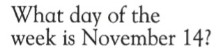 What day of the
week is November 14?